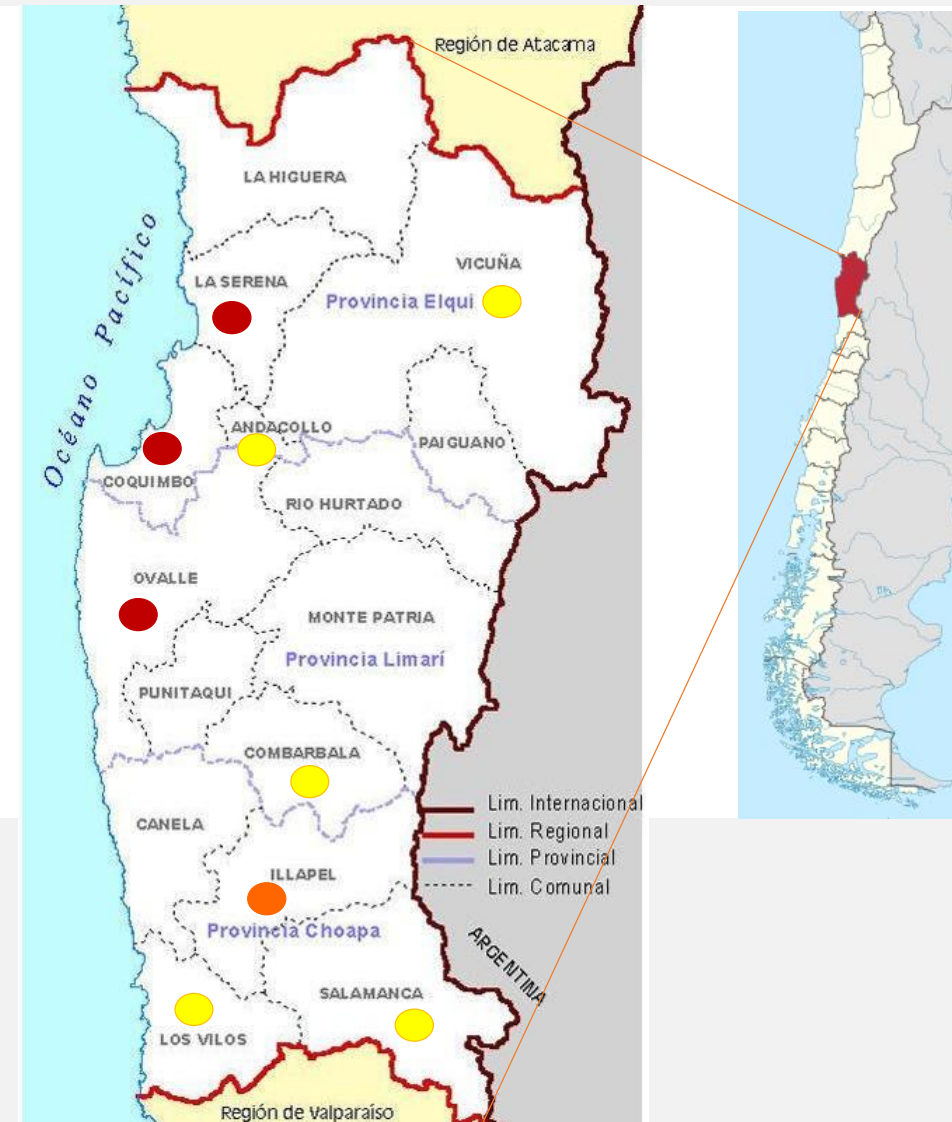 Región de Atacama
LA HIGUERA
Océano Pacífico
VICUÑA
LA SERENA
Provincia Elqui
ANDACOLLO
PAIGUANO
COQUIMBO
RIO HURTADO
OVALLE
MONTE PATRIA
Provincia Limarí
PUNITAQUI
COMBARBALA
Lim. Internacional
CANELA
Lim. Regional
Lim. Provincial
ILLAPEL
Lim. Comunal
Provincia Choapa
ARGENTINA
SALAMANCA
LOS VILOS
Región de Valparaíso